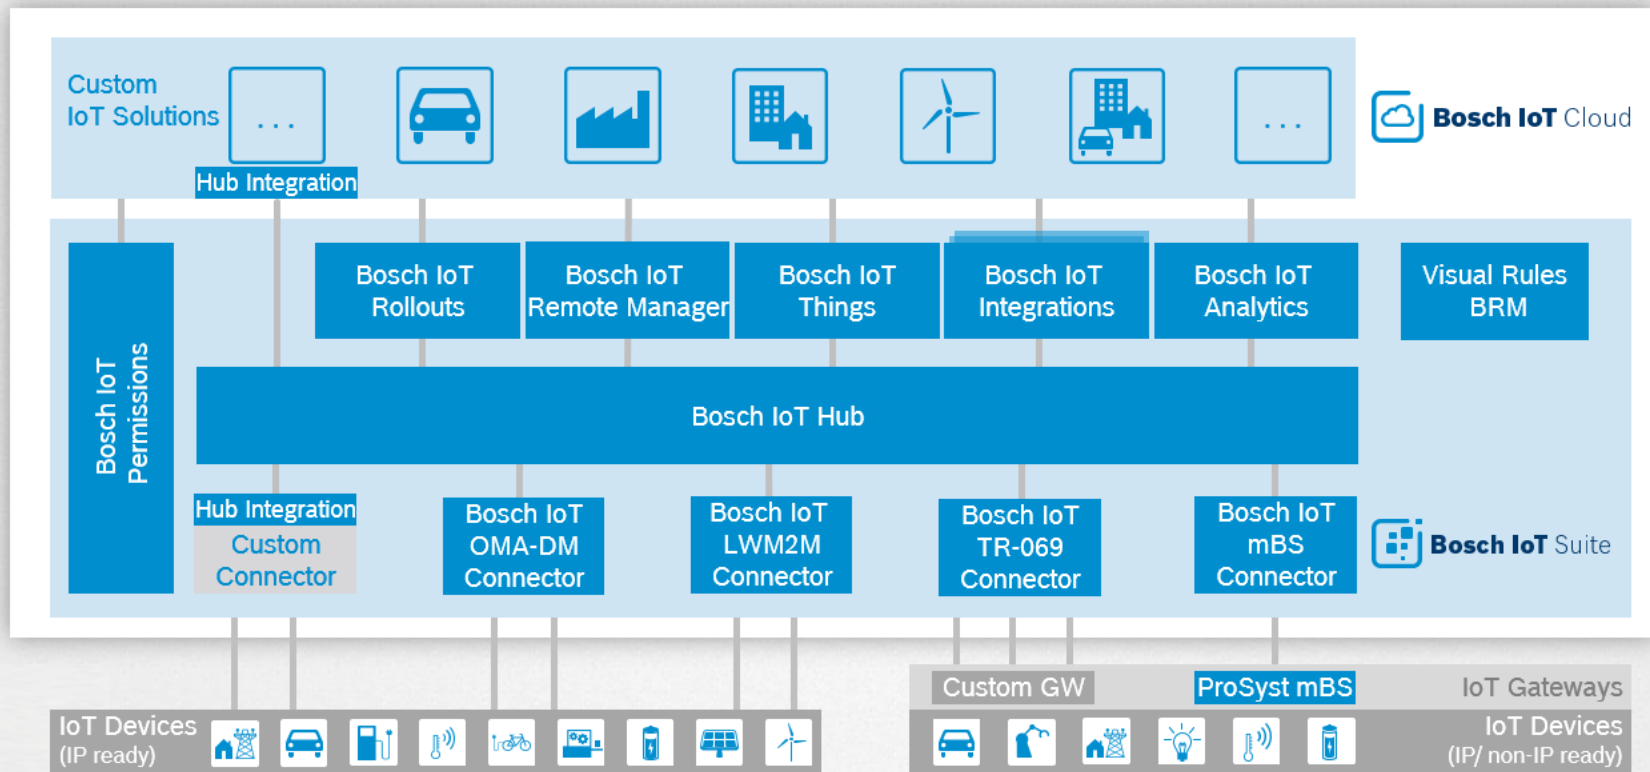 Custom
IoT Solutions
...
...
Hub Integration
Bosch IoT Cloud
Bosch IoT
Permissions
Bosch IoT
Rollouts
Bosch IoT
Remote Manager
Bosch IoT
Things
Bosch IoT
Integrations
Bosch IoT
Analytics
Visual Rules
BRM
Bosch IoT Hub
Hub Integration
Custom
Connector
Bosch IoT
OMA-DM
Connector
Bosch IoT
LWM2M
Connector
Bosch IoT
TR-069
Connector
Bosch IoT
mBS
Connector
Bosch IoT Suite
Custom GW
ProSyst mBS
IoT Gateways
IoT Devices
(IP ready)
IoT Devices
(IP/ non-IP ready)